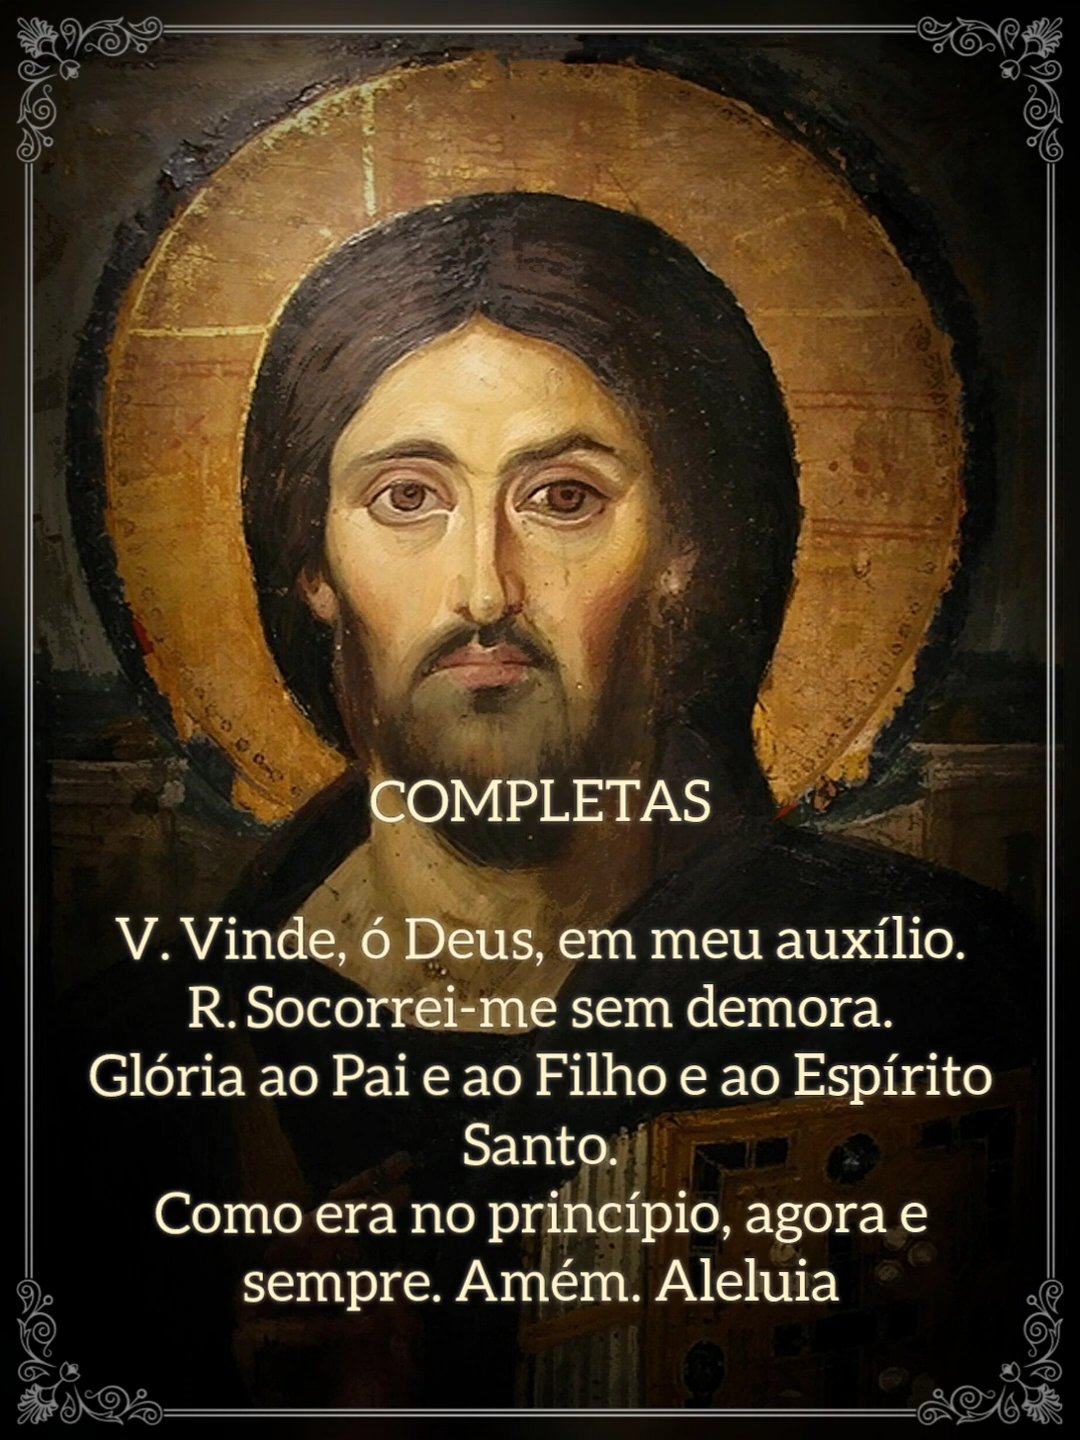 COMPLETAS
V. Vinde, ó Deus, em meu auxílio.
R. Socorrei-me sem demora.
Glória ao Pai e ao Filho e ao Espírito
Santo.
Como era no princípio, agora e
sempre. Amém. Aleluia